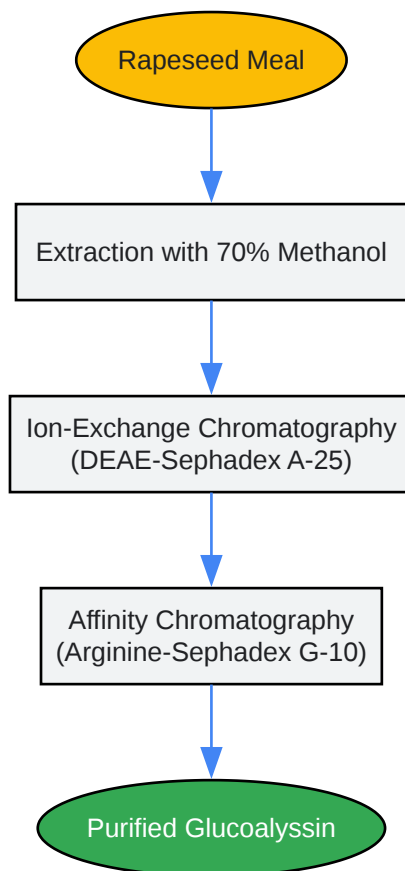 Rapeseed Meal
Extraction with 70% Methanol
Ion-Exchange Chromatography
(DEAE-Sephadex A-25)
Affinity Chromatography
(Arginine-Sephadex G-10)
Purified Glucoalyssin